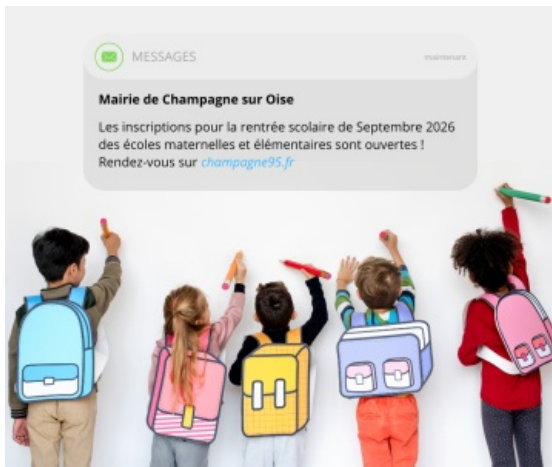 MESSAGES
maintenant
Mairie de Champagne sur Oise
Les inscriptions pour la rentrée scolaire de Septembre 2026
des écoles maternelles et élémentaires sont ouvertes !
Rendez-vous sur champagne95.fr